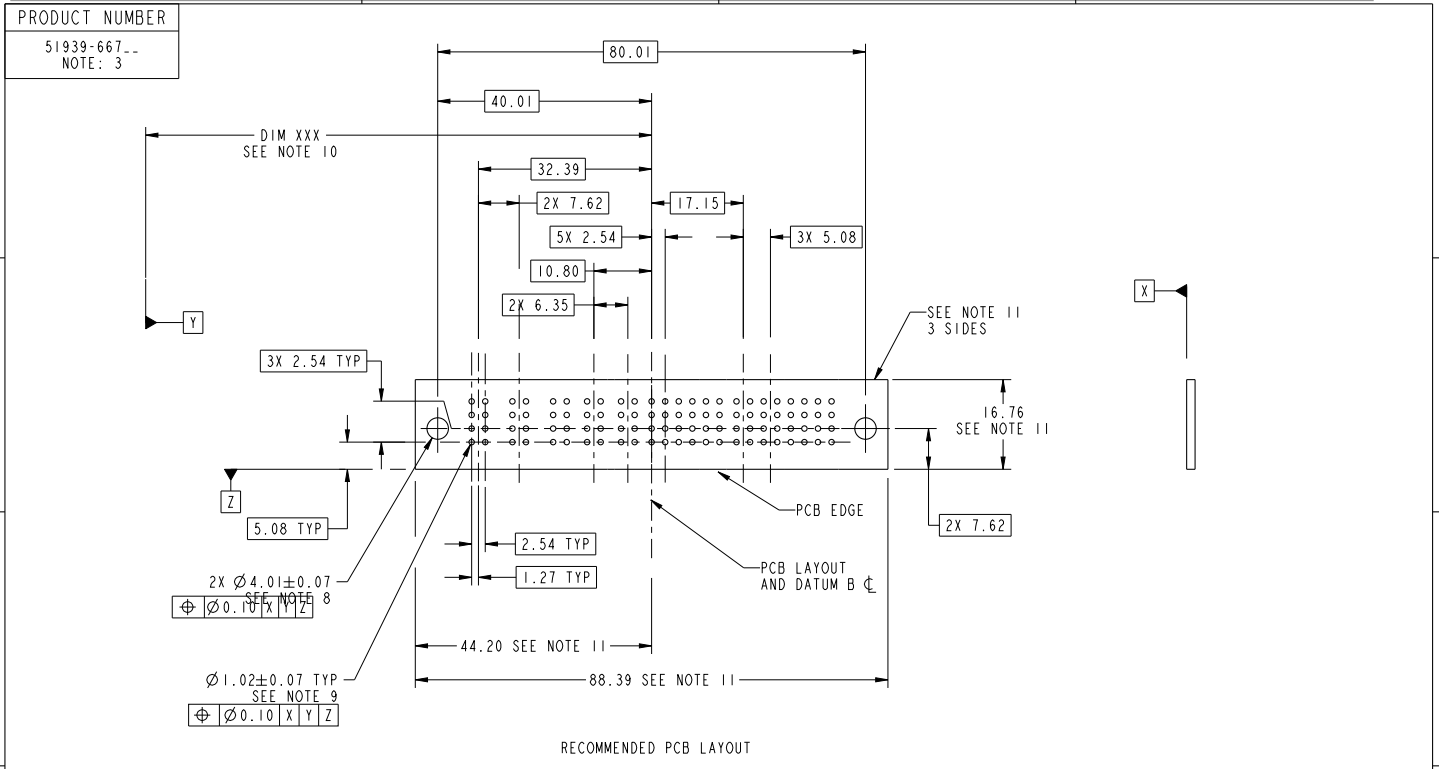 PRODUCT NUMBER
51939-667__
NOTE: 3
80.01
40.01
DIM XXX
SEE NOTE 10
32.39
2X 7.62
17.15
5X 2.54
3X 5.08
10.80
2X 6.35
X
Y
SEE NOTE 11
3 SIDES
3X 2.54 TYP
16.76
SEE NOTE 11
Z
5.08 TYP
PCB EDGE
2X 7.62
2.54 TYP
1.27 TYP
PCB LAYOUT
AND DATUM B ℄
2X Ø4.01±0.07
SEE NOTE 8
⌖ Ø0.10 X Y Z
44.20 SEE NOTE 11
Ø1.02±0.07 TYP
SEE NOTE 9
⌖ Ø0.10 X Y Z
88.39 SEE NOTE 11
RECOMMENDED PCB LAYOUT